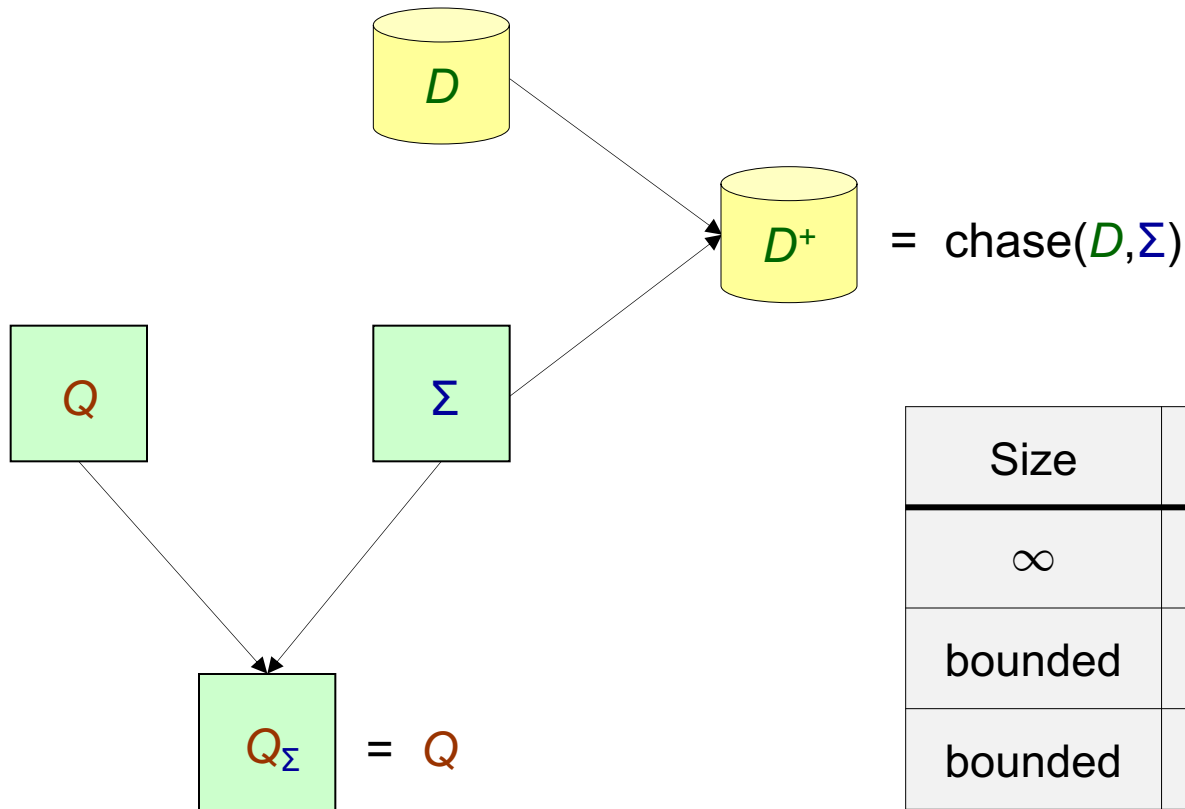 D
D⁺ = chase(D,Σ)
Q
Σ
Size
∞
bounded
bounded
Q_Σ = Q